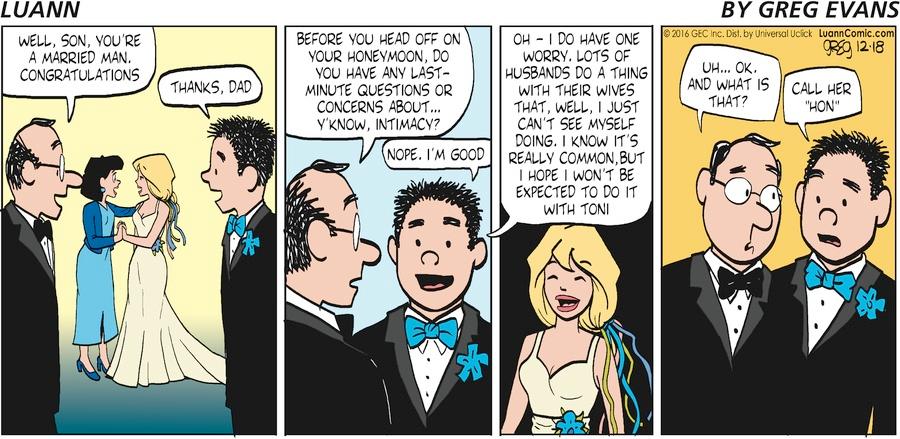 LUANN
BY GREG EVANS
WELL, SON, YOU'RE
A MARRIED MAN.
CONGRATULATIONS
THANKS, DAD
BEFORE YOU HEAD OFF ON
YOUR HONEYMOON, DO
YOU HAVE ANY LAST-
MINUTE QUESTIONS OR
CONCERNS ABOUT...
Y'KNOW, INTIMACY?
NOPE. I'M GOOD
OH - I DO HAVE ONE
WORRY. LOTS OF
HUSBANDS DO A THING
WITH THEIR WIVES
THAT, WELL, I JUST
CAN'T SEE MYSELF
DOING. I KNOW IT'S
REALLY COMMON, BUT
I HOPE I WON'T BE
EXPECTED TO DO IT
WITH TONI
© 2016 GEC Inc. Dist. by Universal Uclick LuannComic.com
greg 12-18
UH... OK.
AND WHAT IS
THAT?
CALL HER
"HON"